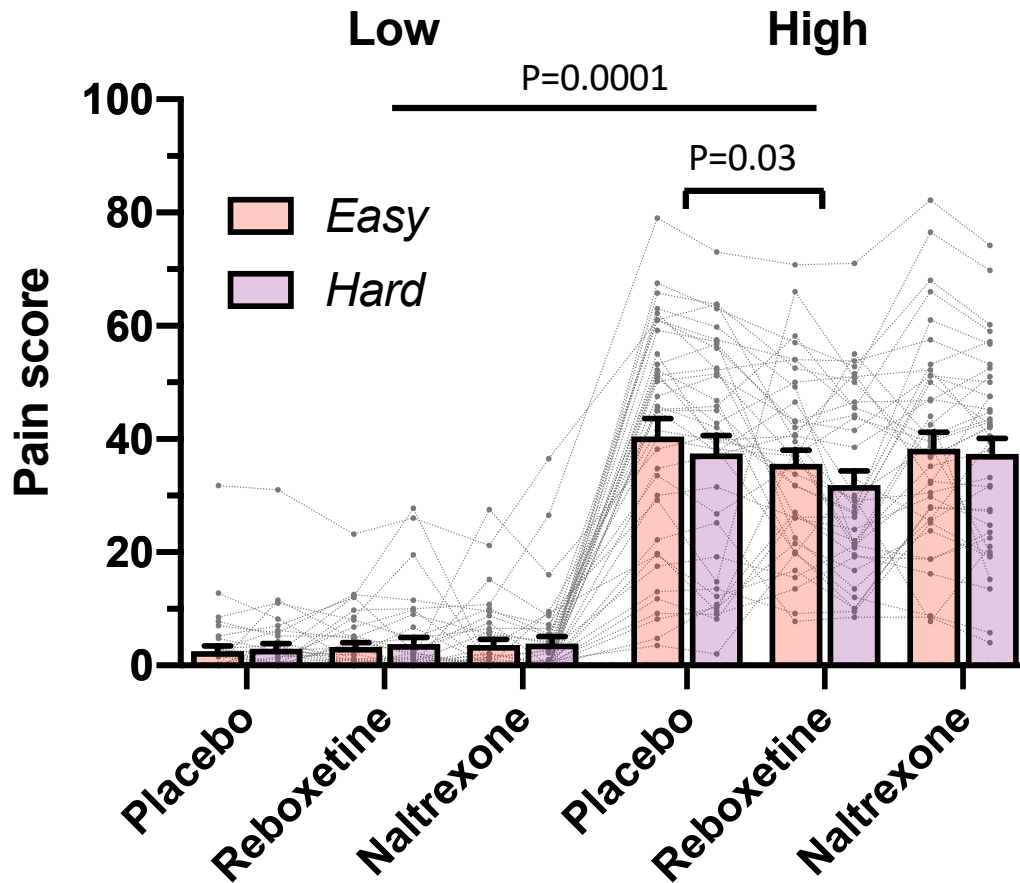 Low High
P=0.0001
P=0.03
100
80
60
40
20
0
Pain score
Easy
Hard
Placebo
Reboxetine
Naltrexone
Placebo
Reboxetine
Naltrexone